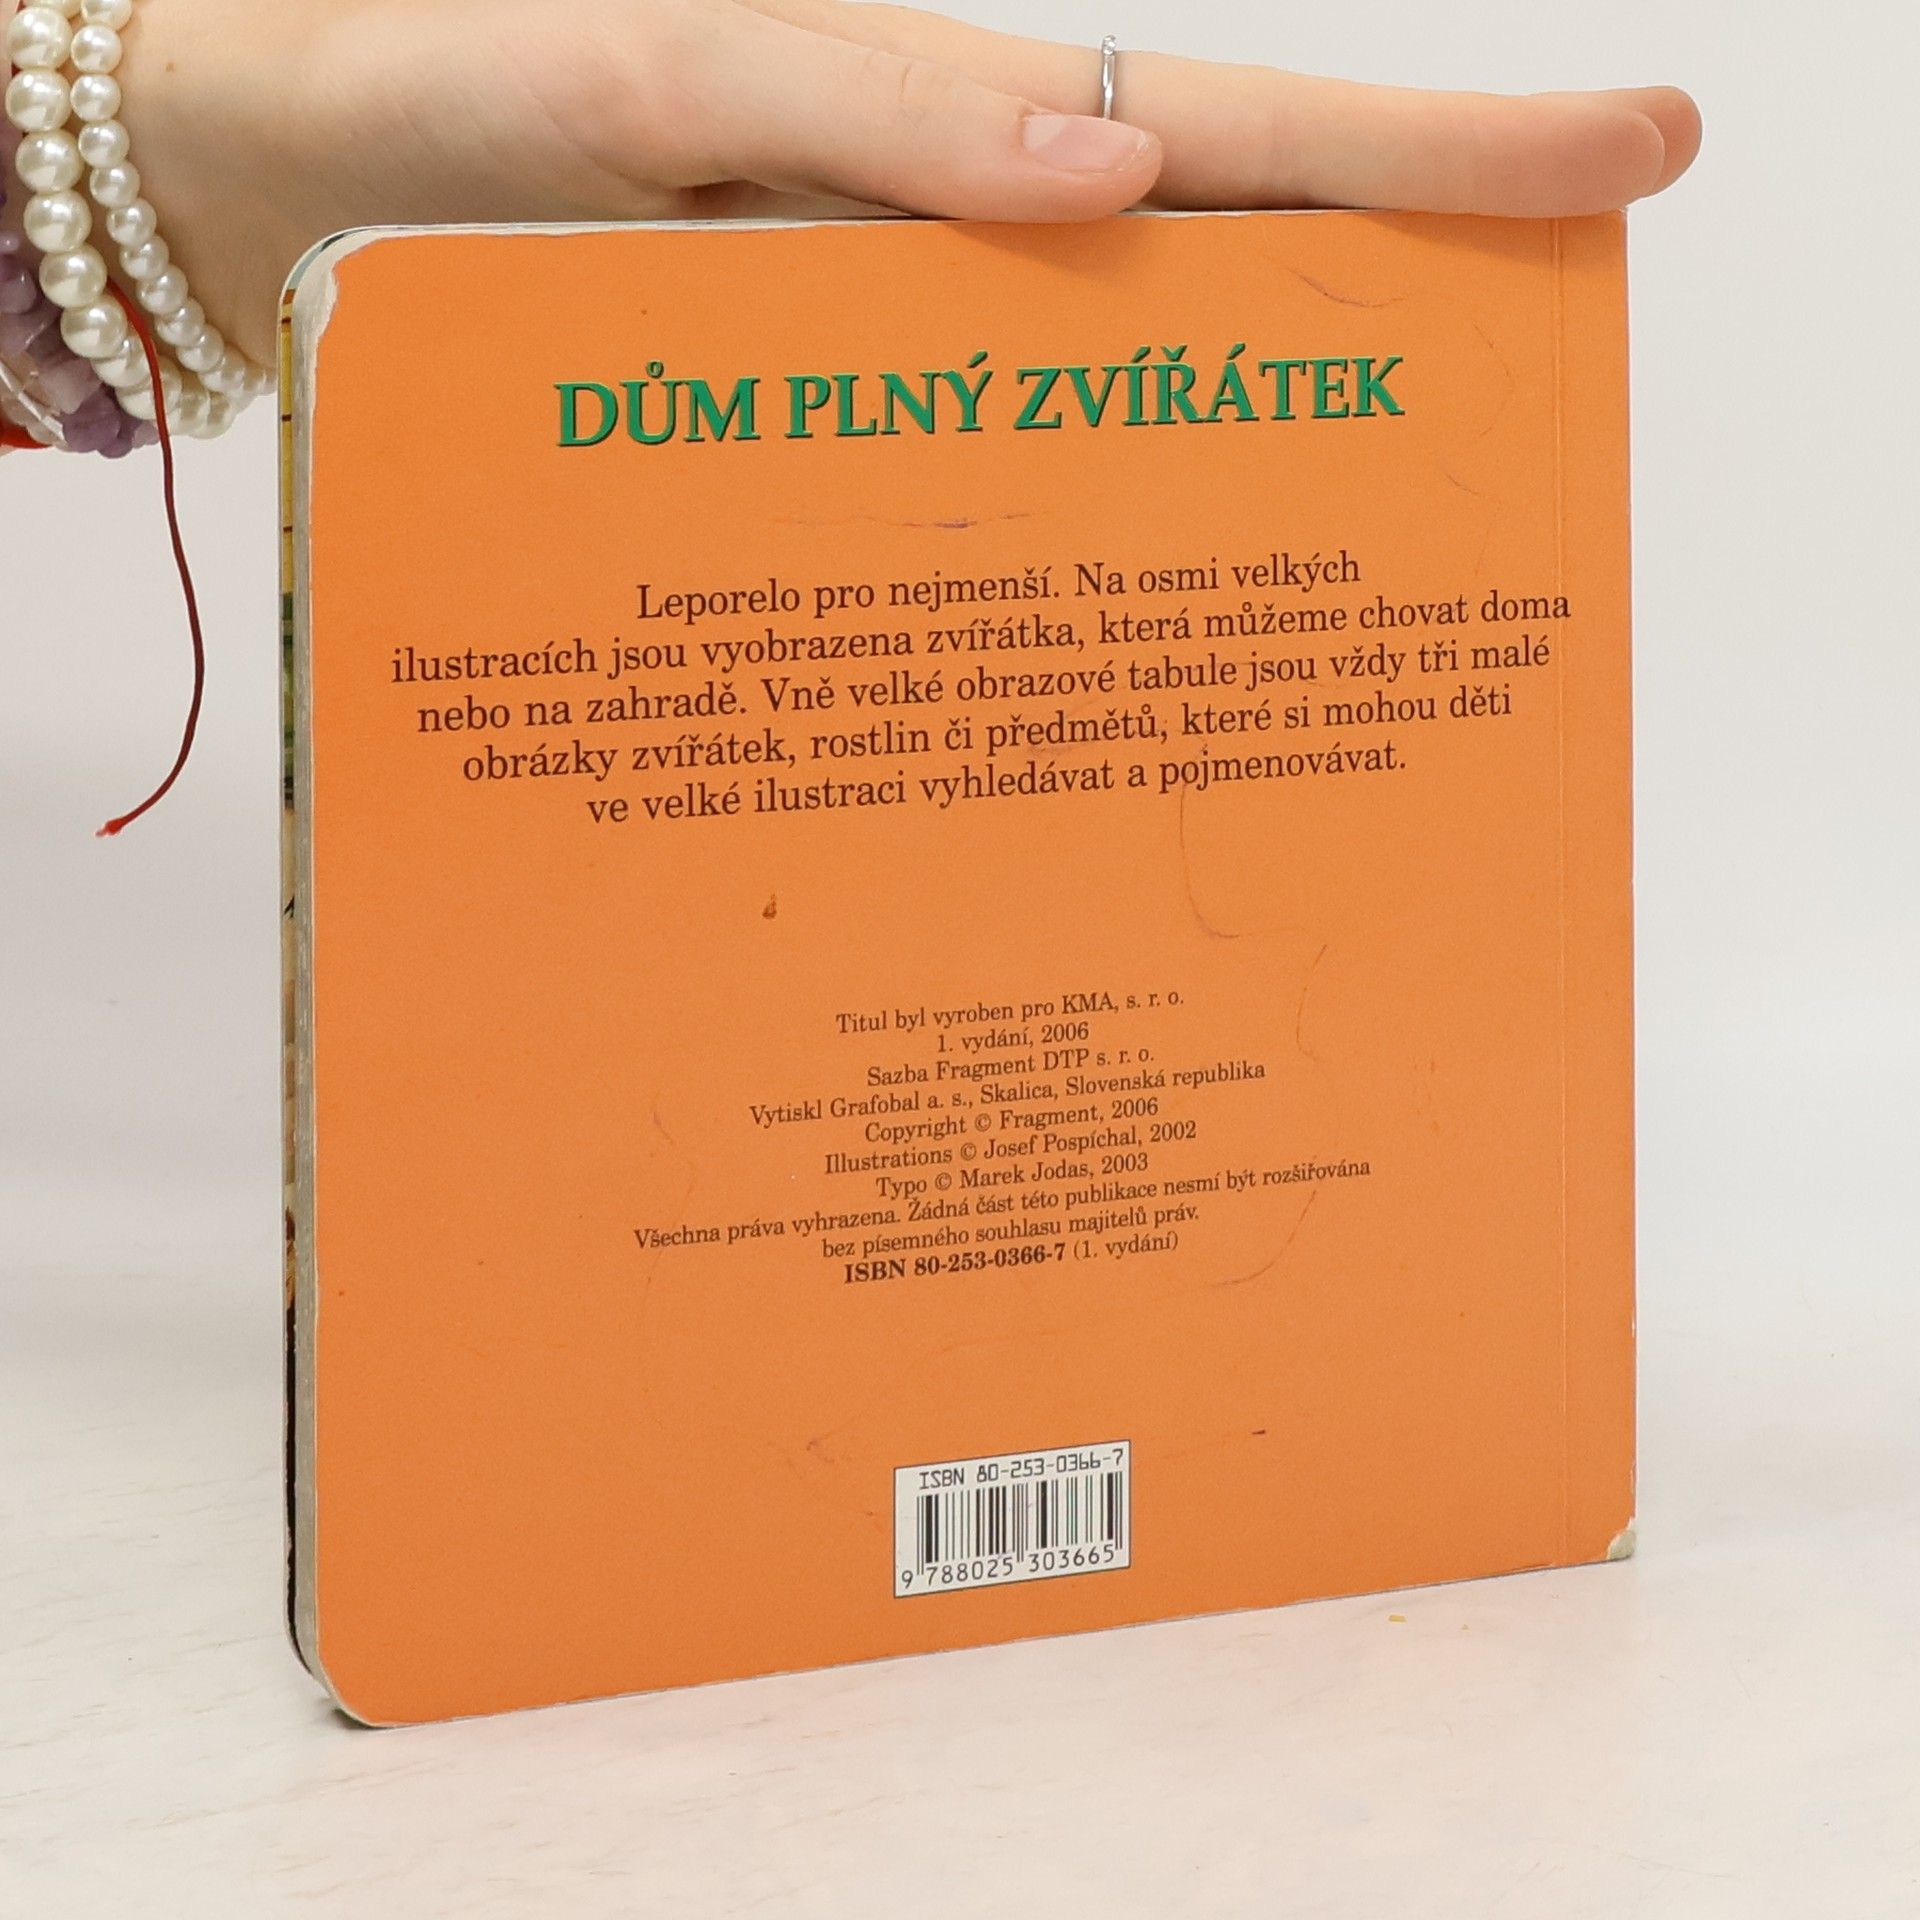 DŮM PLNÝ ZVÍŘÁTEK
Leporelo pro nejmenší. Na osmi velkých
ilustracích jsou vyobrazena zvířátka, která můžeme chovat doma
nebo na zahradě. Vně velké obrazové tabule jsou vždy tři malé
obrázky zvířátek, rostlin či předmětů, které si mohou děti
ve velké ilustraci vyhledávat a pojmenovávat.
Titul byl vyroben pro KMA, s. r. o.
1. vydání, 2006
Sazba Fragment DTP s. r. o.
Vytiskl Grafobal a. s., Skalica, Slovenská republika
Copyright © Fragment, 2006
Illustrations © Josef Pospíchal, 2002
Typo © Marek Jodas, 2003
Všechna práva vyhrazena. Žádná část této publikace nesmí být rozšiřována
bez písemného souhlasu majitelů práv.
ISBN 80-253-0366-7 (1. vydání)
ISBN 80-253-0366-7
9 788025 303665